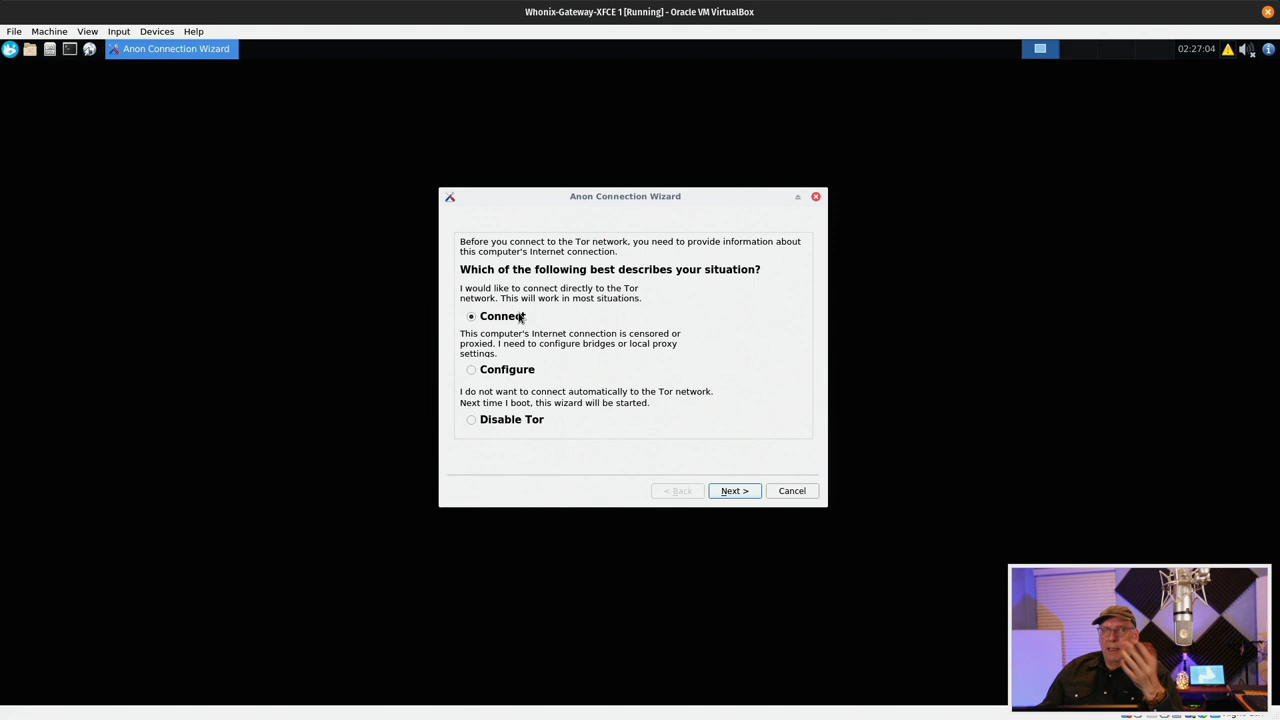 Whonix-Gateway-XFCE 1 [Running] - Oracle VM VirtualBox
File Machine View Input Devices Help
Anon Connection Wizard 02:27:04
Anon Connection Wizard
Before you connect to the Tor network, you need to provide information about
this computer's Internet connection.
Which of the following best describes your situation?
I would like to connect directly to the Tor
network. This will work in most situations.
Connect
This computer's Internet connection is censored or
proxied. I need to configure bridges or local proxy
settings.
Configure
I do not want to connect automatically to the Tor network.
Next time I boot, this wizard will be started.
Disable Tor
< Back Next > Cancel